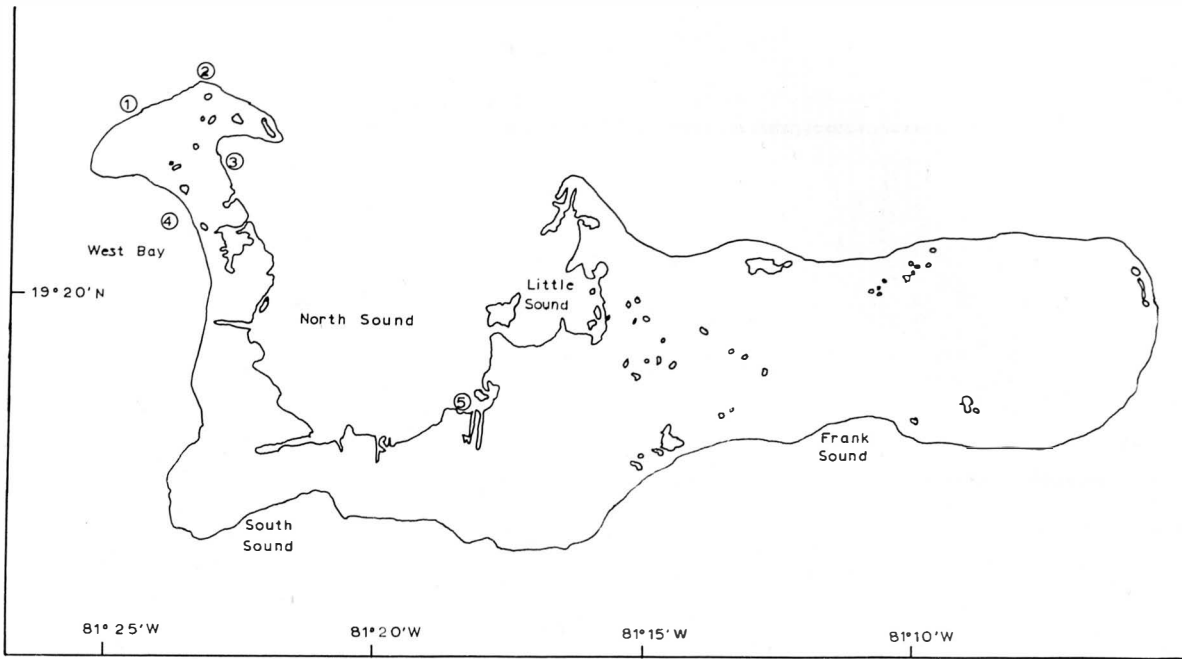 ②
①
③
④
West Bay
Little
Sound
19°20'N
North Sound
⑤
Frank
Sound
South
Sound
81°25'W
81°20'W
81°15'W
81°10'W